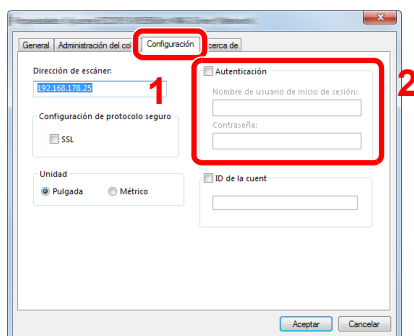 General
Administración del col
Configuración
cerca de
Dirección de escáner:
192.168.178.25
1
Configuración de protocolo seguro
SSL
Unidad
Pulgada
Métrico
Autenticación
2
Nombre de usuario de inicio de sesión:
Contraseña:
ID de la cuent
Aceptar
Cancelar